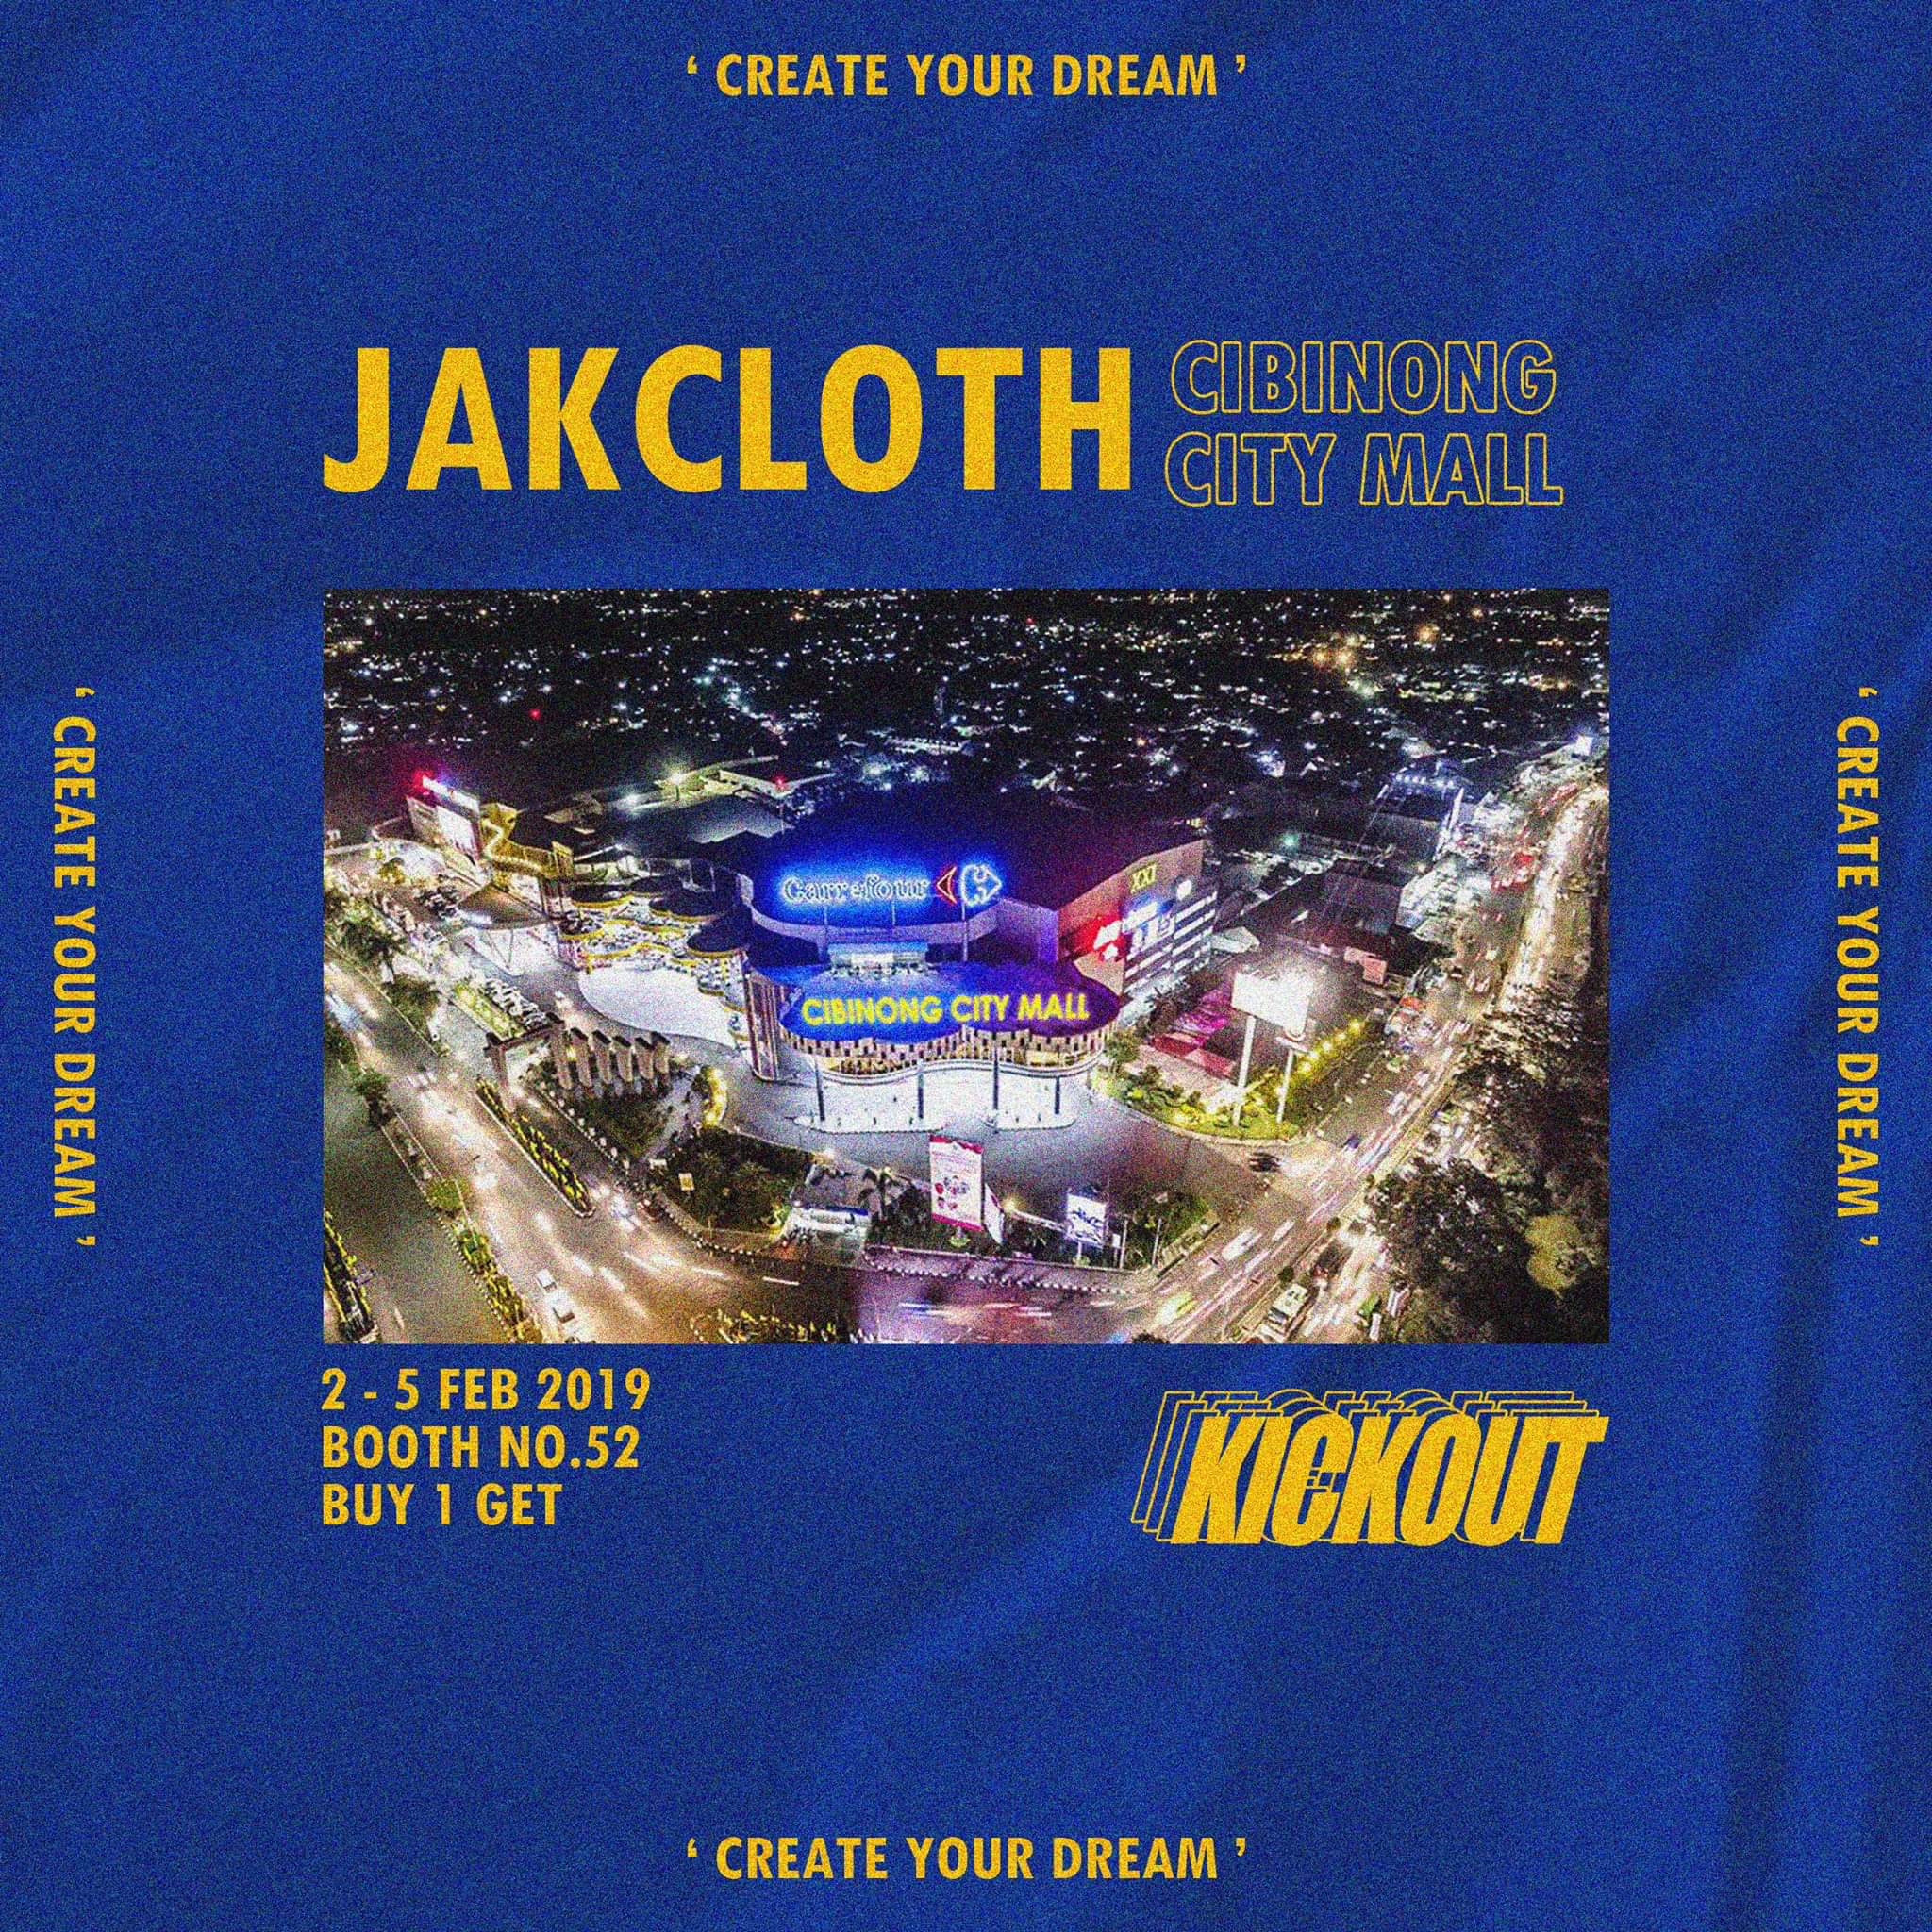 ‘ CREATE YOUR DREAM ’
JAKCLOTH
CIBINONG
CITY MALL
‘ CREATE YOUR DREAM ’
‘ CREATE YOUR DREAM ’
Carrefour
XXI
CIBINONG CITY MALL
2 - 5 FEB 2019
BOOTH NO.52
BUY 1 GET
KICKOUT
‘ CREATE YOUR DREAM ’